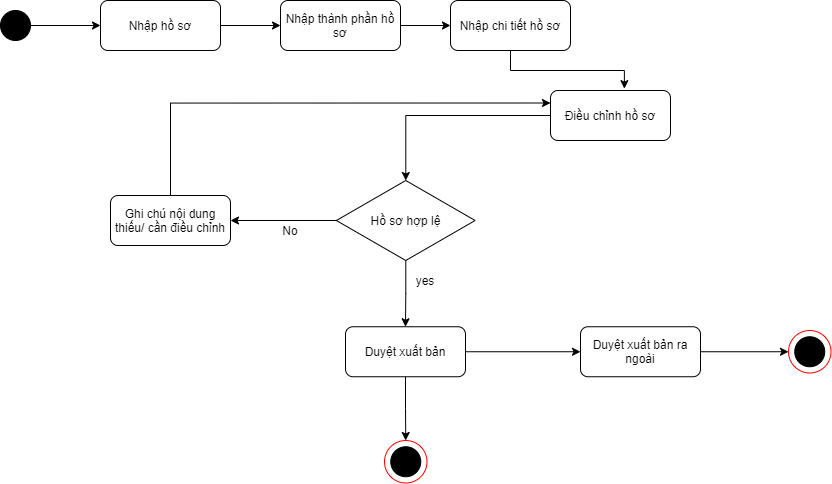 Nhập hồ sơ
Nhập thành phần hồ
sơ
Nhập chi tiết hồ sơ
Điều chỉnh hồ sơ
Ghi chú nội dung
thiếu/ cần điều chỉnh
No
Hồ sơ hợp lệ
yes
Duyệt xuất bản
Duyệt xuất bản ra
ngoài